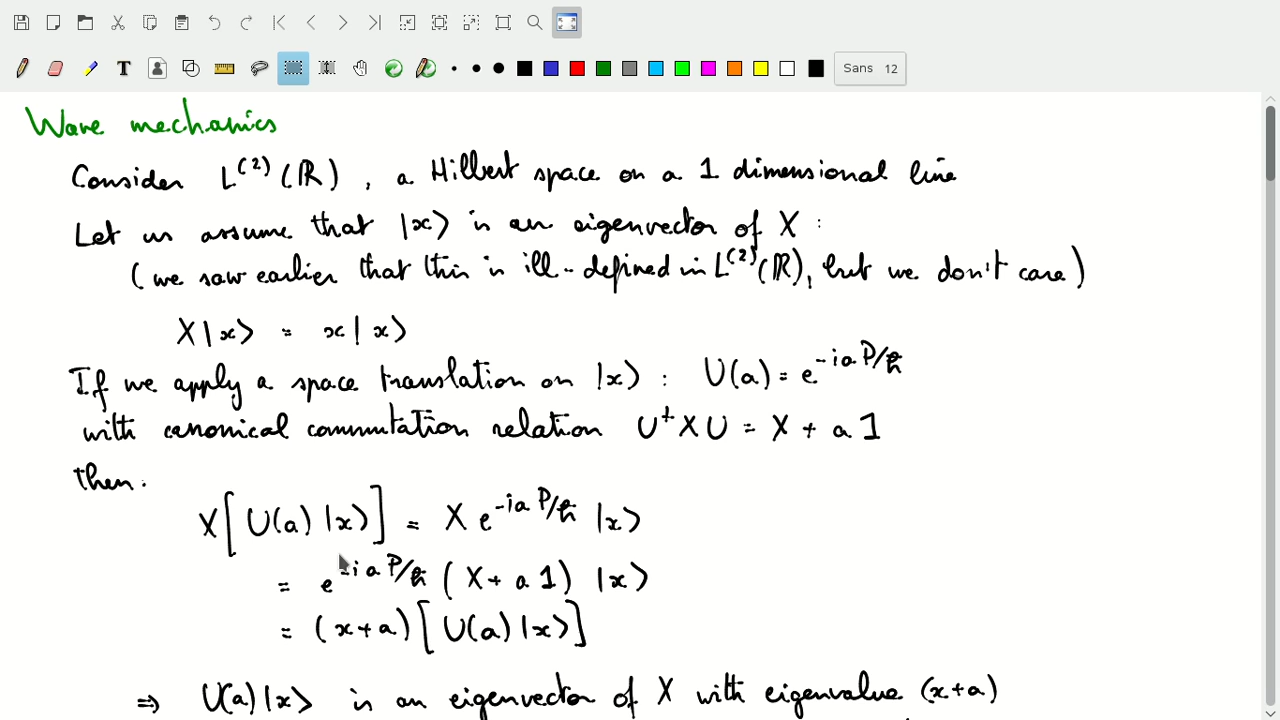 T
Sans 12
Wave mechanics
Consider L⁽²⁾(ℝ), a Hilbert space on a 1 dimensional line
Let us assume that |x⟩ is an eigenvector of X :
(we saw earlier that this is ill-defined in L⁽²⁾(ℝ), but we don't care)
X|x⟩ = x|x⟩
If we apply a space translation on |x⟩ : U(a) = e^{-iaP/ħ}
with canonical commutation relation U⁺XU = X + a1
then:
X[U(a)|x⟩] = X e^{-iaP/ħ} |x⟩
= e^{-iaP/ħ} (X + a1) |x⟩
= (x+a)[U(a)|x⟩]
⇒ U(a)|x⟩ is an eigenvector of X with eigenvalue (x+a)